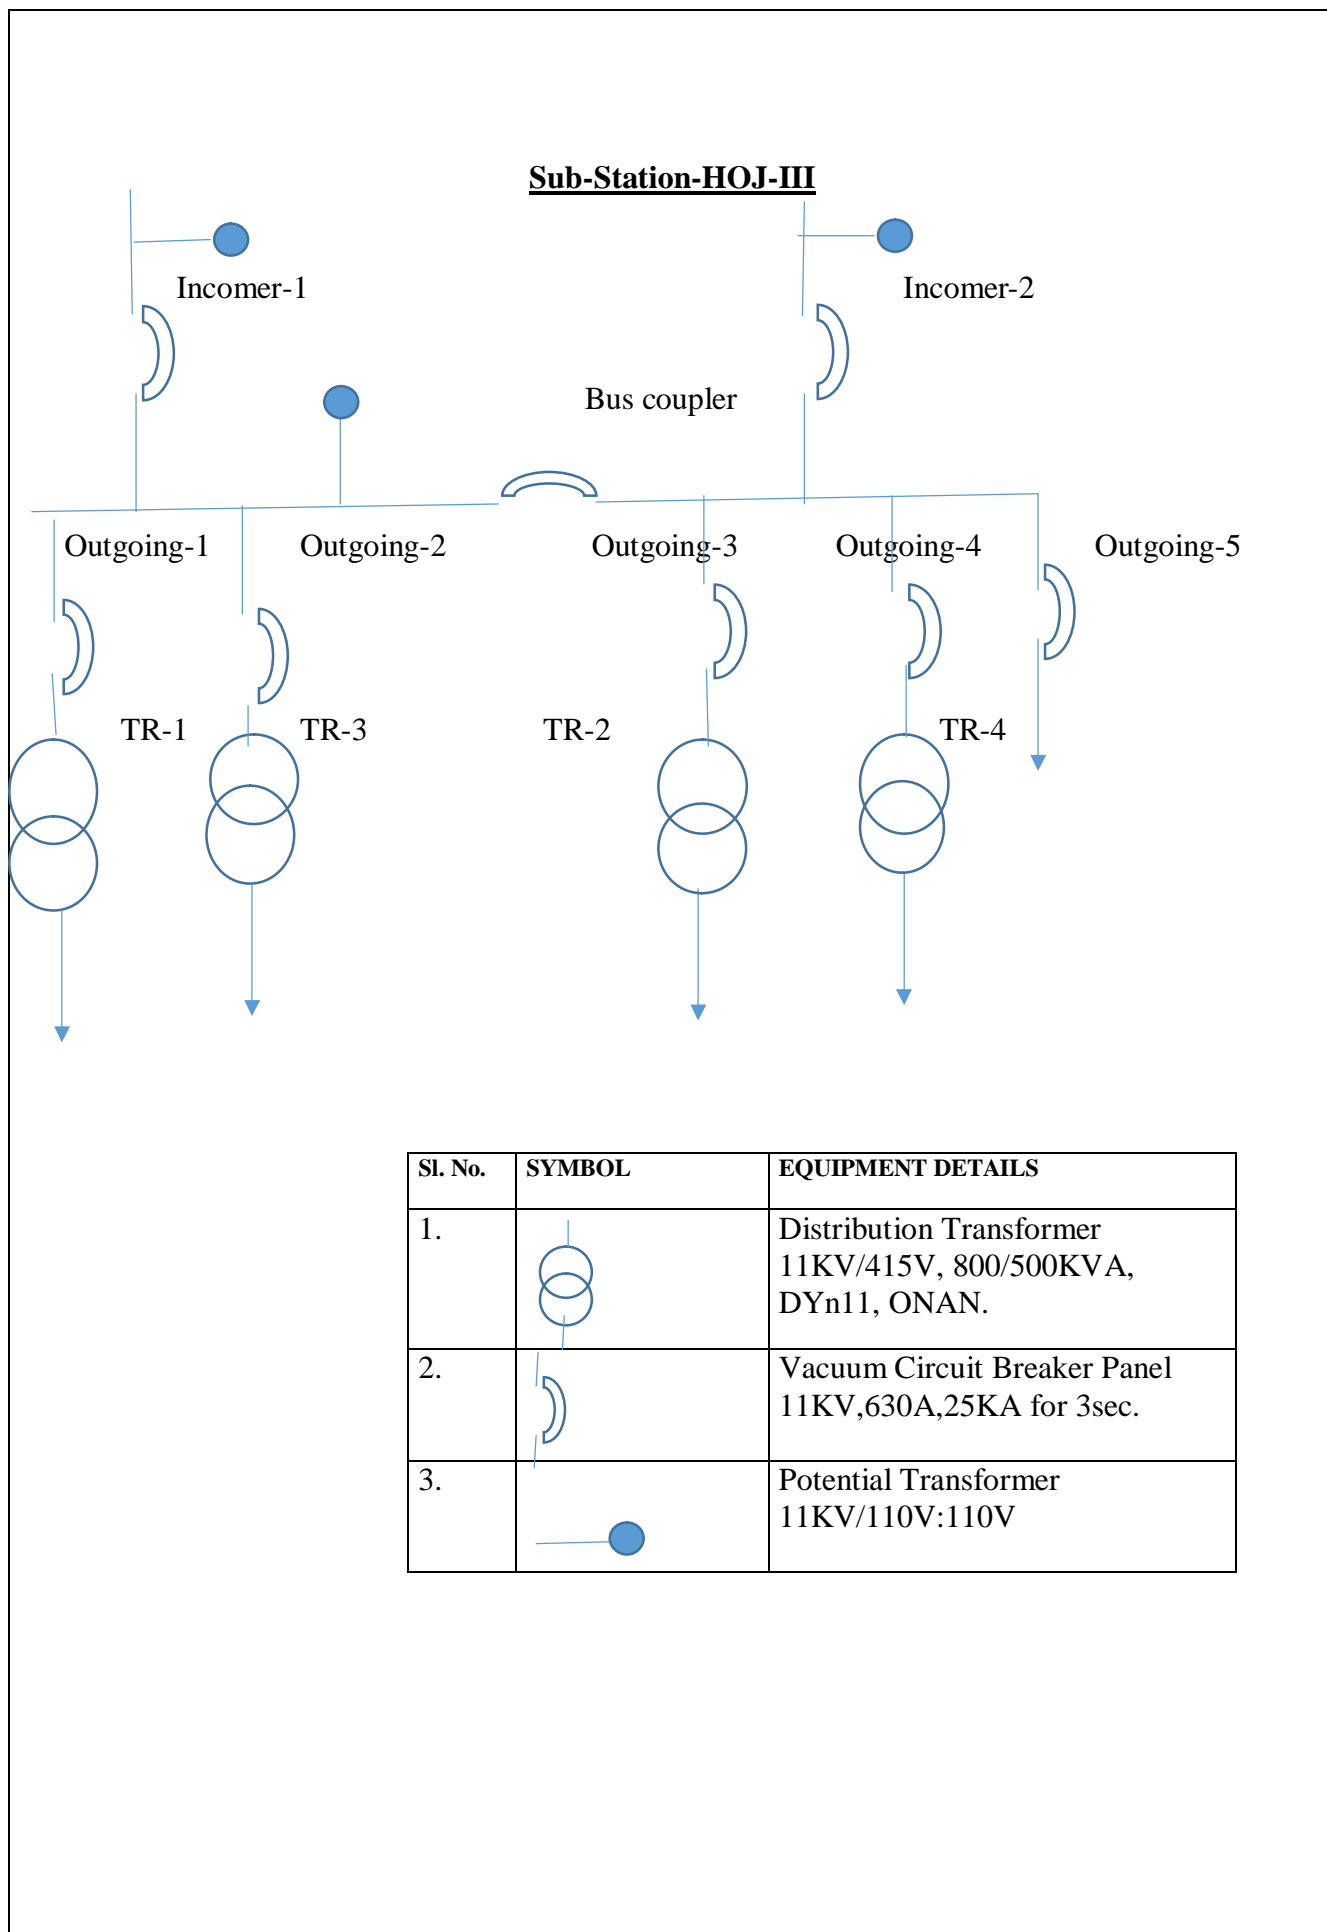 Sub-Station-HOJ-III
Incomer-1
Incomer-2
Bus coupler
Outgoing-1
Outgoing-2
Outgoing-3
Outgoing-4
Outgoing-5
TR-1
TR-3
TR-2
TR-4
Sl. No.
SYMBOL
EQUIPMENT DETAILS
1.
Distribution Transformer
11KV/415V, 800/500KVA,
DYn11, ONAN.
2.
Vacuum Circuit Breaker Panel
11KV,630A,25KA for 3sec.
3.
Potential Transformer
11KV/110V:110V